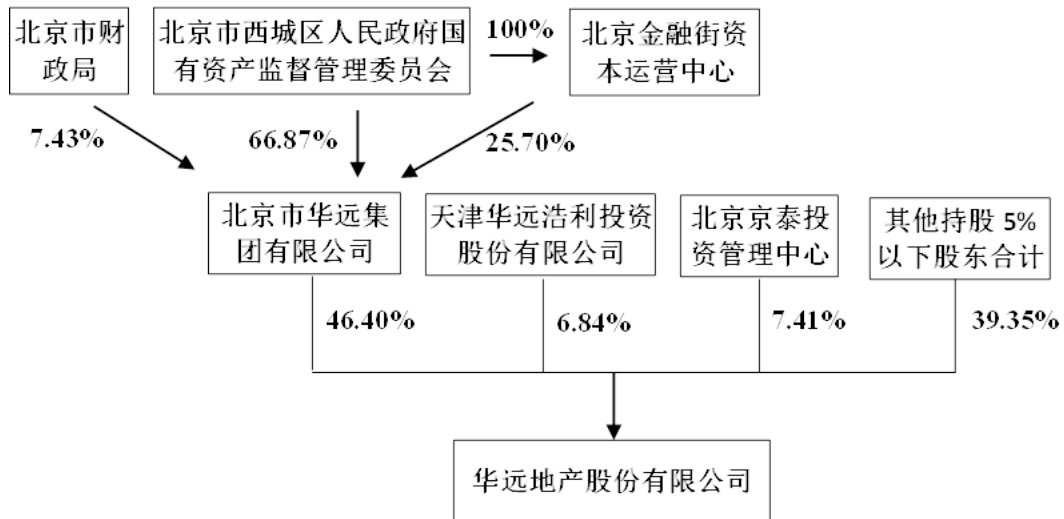 北京市财
政局
北京市西城区人民政府国
有资产监督管理委员会
100%
北京金融街资
本运营中心
7.43%
66.87%
25.70%
北京市华远集
团有限公司
天津华远浩利投资
股份有限公司
北京京泰投
资管理中心
其他持股 5%
以下股东合计
46.40%
6.84%
7.41%
39.35%
华远地产股份有限公司